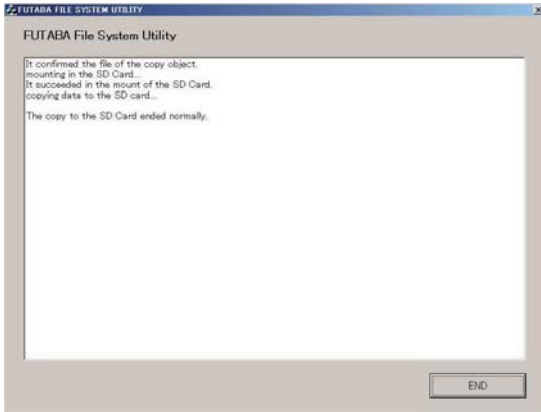 FUTABA FILE SYSTEM UTILITY
FUTABA File System Utility
It confirmed the file of the copy object.
mounting in the SD Card...
It succeeded in the mount of the SD Card.
copying data to the SD card...
The copy to the SD Card ended normally.
END